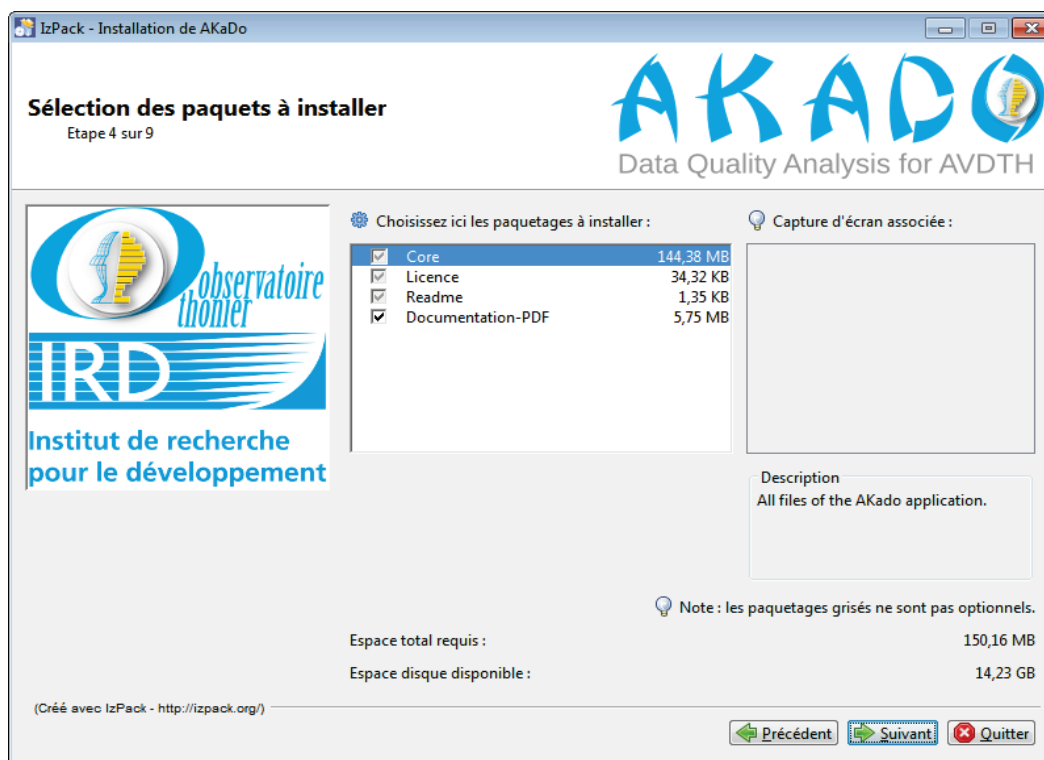 IzPack - Installation de AKaDo
Sélection des paquets à installer
Etape 4 sur 9
AKADO
Data Quality Analysis for AVDTH
observatoire
thonier
IRD
Institut de recherche
pour le développement
Choisissez ici les paquetages à installer :
Core 144,38 MB
Licence 34,32 KB
Readme 1,35 KB
Documentation-PDF 5,75 MB
Capture d'écran associée :
Description
All files of the AKado application.
Note : les paquetages grisés ne sont pas optionnels.
Espace total requis : 150,16 MB
Espace disque disponible : 14,23 GB
(Créé avec IzPack - http://izpack.org/)
Précédent
Suivant
Quitter